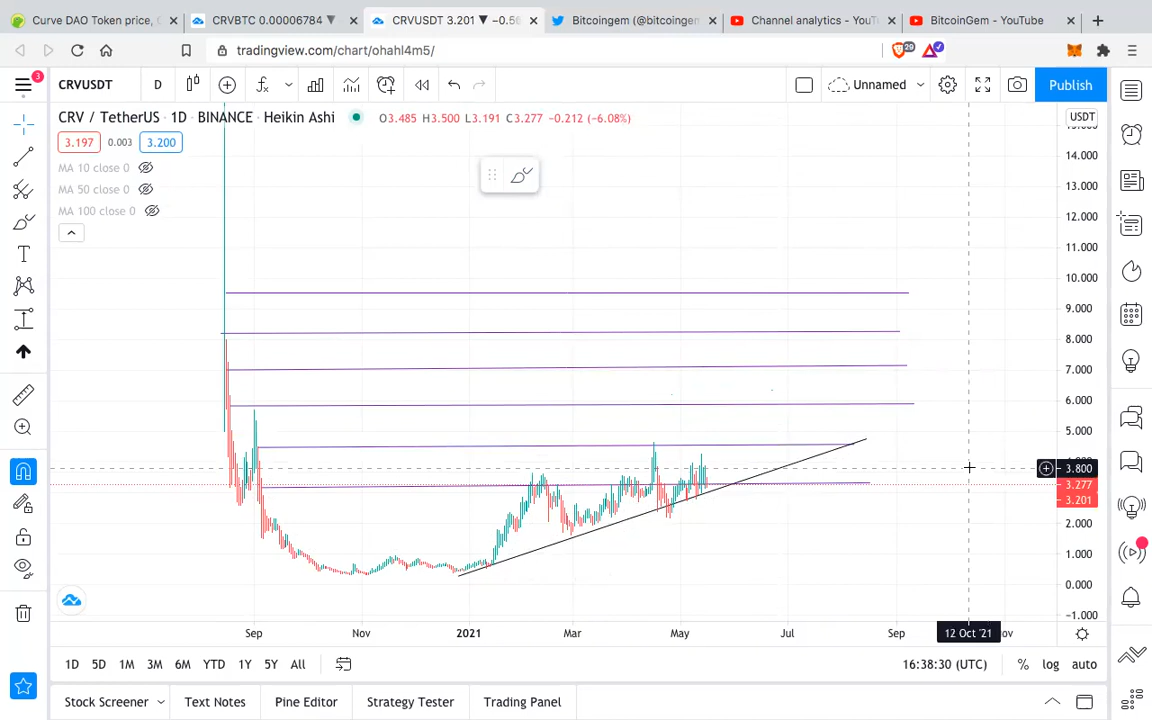 Curve DAO Token price, C
CRVBTC 0.00006784 ▼
CRVUSDT 3.201 ▼ −0.5
Bitcoingem (@bitcoingem
Channel analytics - YouT
BitcoinGem - YouTube
tradingview.com/chart/ohahl4m5/
29
3
CRVUSDT
D
Unnamed
Publish
CRV / TetherUS · 1D · BINANCE · Heikin Ashi
O3.485 H3.500 L3.191 C3.277 −0.212 (−6.08%)
USDT
3.197
0.003
3.200
MA 10 close 0
MA 50 close 0
MA 100 close 0
14.000
13.000
12.000
11.000
10.000
9.000
8.000
7.000
6.000
5.000
3.800
3.277
3.201
2.000
1.000
0.000
−1.000
Sep
Nov
2021
Mar
May
Jul
Sep
12 Oct '21
1D
5D
1M
3M
6M
YTD
1Y
5Y
All
16:38:30 (UTC)
%
log
auto
Stock Screener
Text Notes
Pine Editor
Strategy Tester
Trading Panel